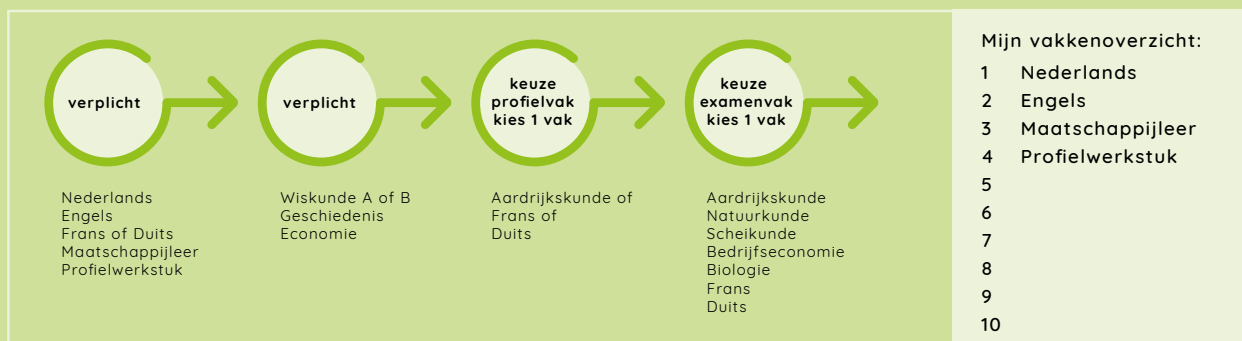 verplicht
Nederlands
Engels
Frans of Duits
Maatschappijleer
Profielwerkstuk
verplicht
Wiskunde A of B
Geschiedenis
Economie
keuze
profielvak
kies 1 vak
Aardrijkskunde of
Frans of
Duits
keuze
examenvak
kies 1 vak
Aardrijkskunde
Natuurkunde
Scheikunde
Bedrijfseconomie
Biologie
Frans
Duits
Mijn vakkenoverzicht:
1 Nederlands
2 Engels
3 Maatschappijleer
4 Profielwerkstuk
5
6
7
8
9
10